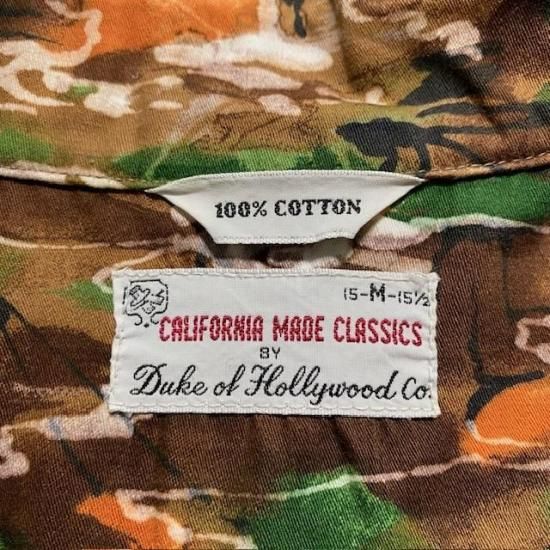 100% COTTON
15-M-15½
CALIFORNIA MADE CLASSICS
BY
Duke of Hollywood Co.